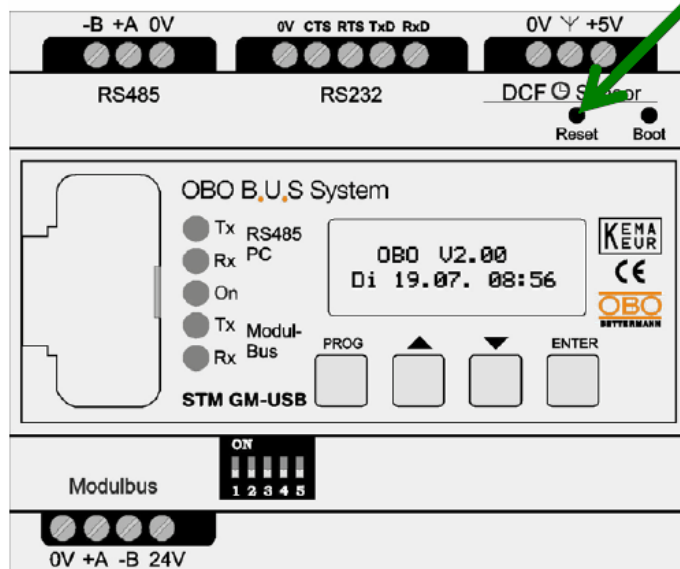 -B +A 0V
0V CTS RTS TxD RxD
0V +5V
RS485
RS232
DCF Sensor
Reset
Boot
OBO B.U.S System
Tx
RS485
PC
Rx
On
Tx
Modul-
Bus
Rx
STM GM-USB
OBO V2.00
Di 19.07. 08:56
PROG
ENTER
KEMA
EUR
CE
OBO
BETTERMANN
ON
1 2 3 4 5
Modulbus
0V +A -B 24V